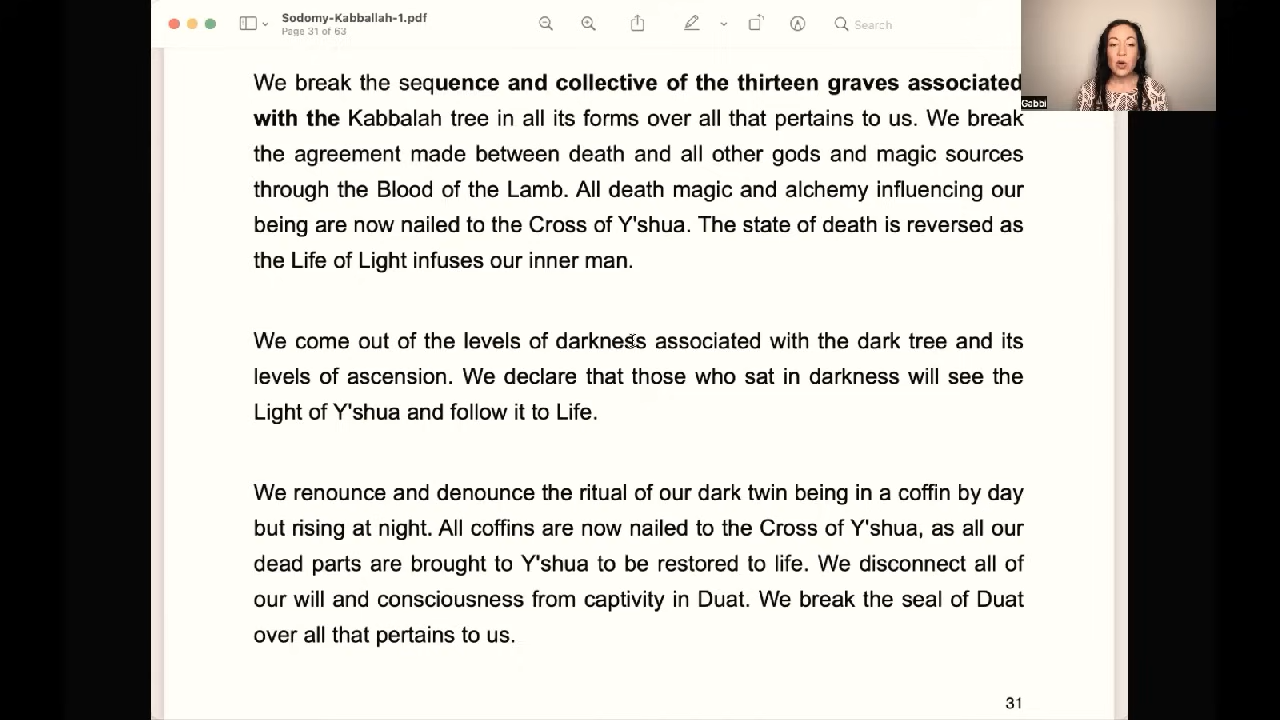 Sodomy-Kabballah-1.pdf
Page 31 of 63
Search
Gabbi
We break the sequence and collective of the thirteen graves associated
with the Kabbalah tree in all its forms over all that pertains to us. We break
the agreement made between death and all other gods and magic sources
through the Blood of the Lamb. All death magic and alchemy influencing our
being are now nailed to the Cross of Y'shua. The state of death is reversed as
the Life of Light infuses our inner man.
We come out of the levels of darkness associated with the dark tree and its
levels of ascension. We declare that those who sat in darkness will see the
Light of Y'shua and follow it to Life.
We renounce and denounce the ritual of our dark twin being in a coffin by day
but rising at night. All coffins are now nailed to the Cross of Y'shua, as all our
dead parts are brought to Y'shua to be restored to life. We disconnect all of
our will and consciousness from captivity in Duat. We break the seal of Duat
over all that pertains to us.
31